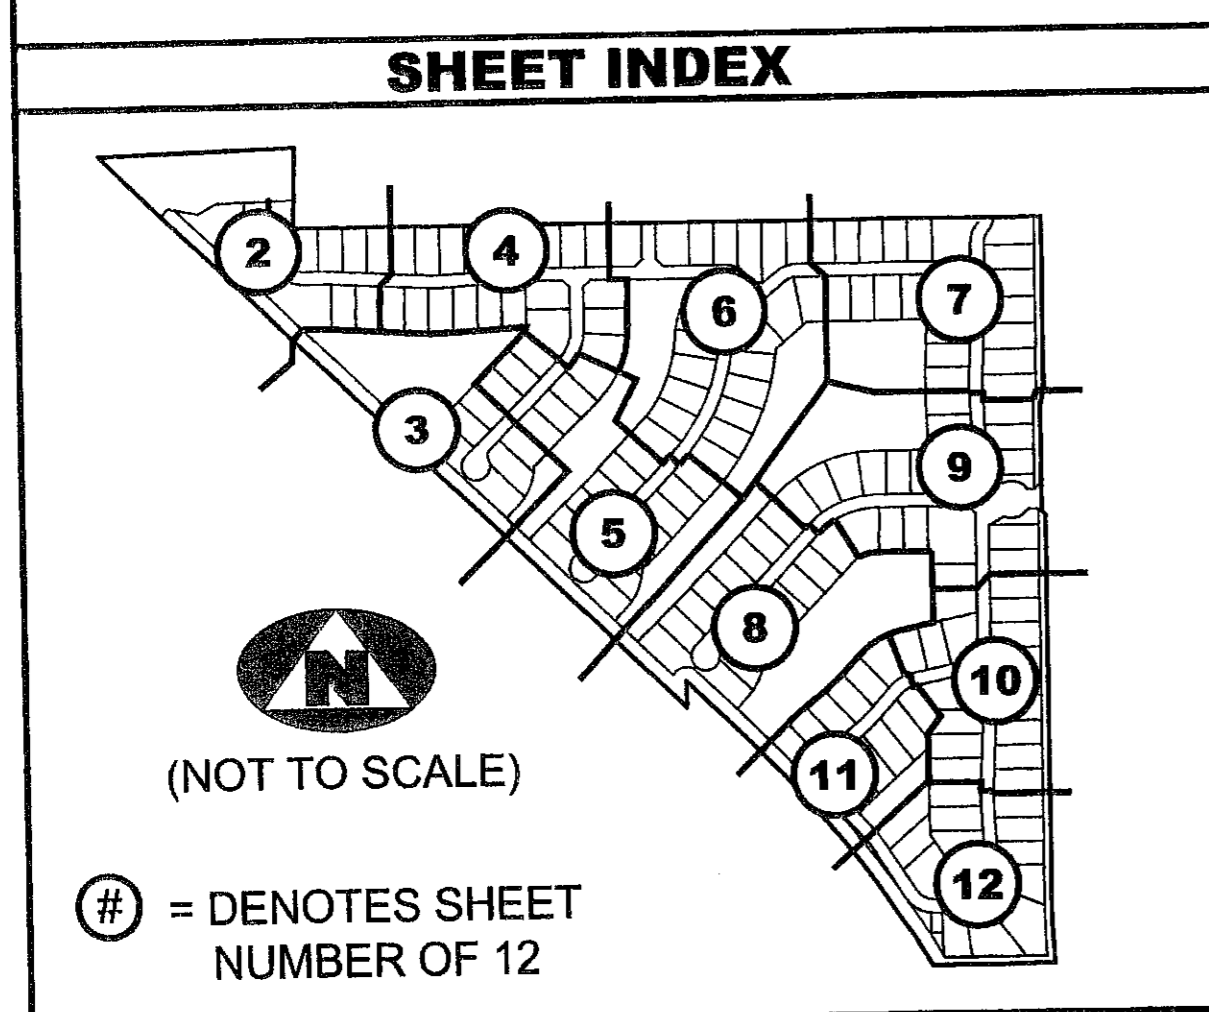 SHEET INDEX
2
4
6
7
3
9
5
8
10
11
12
N
(NOT TO SCALE)
# = DENOTES SHEET
NUMBER OF 12